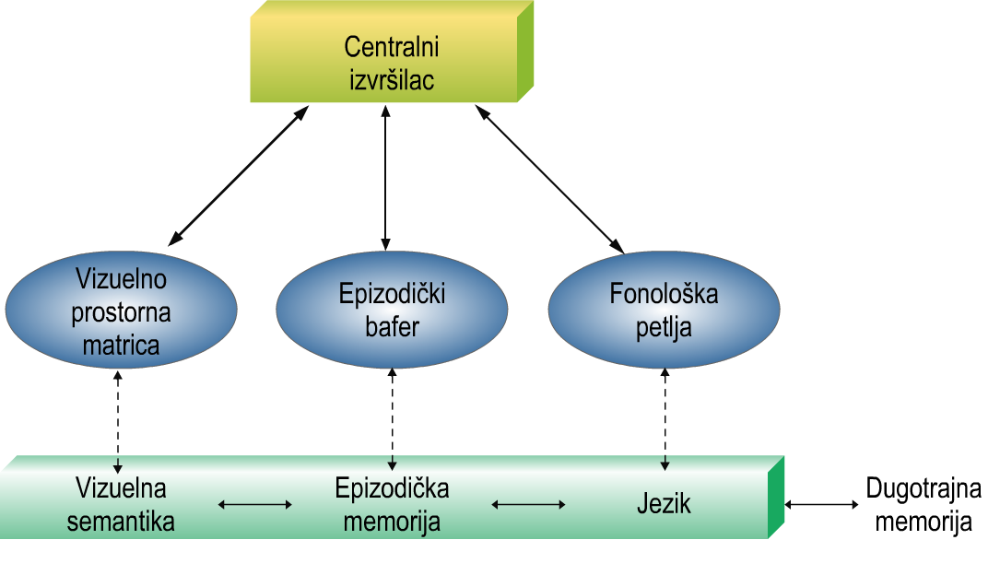 Centralni
izvršilac
Vizuelno
prostorna
matrica
Epizodički
bafer
Fonološka
petlja
Vizuelna
semantika
Epizodička
memorija
Jezik
Dugotrajna
memorija